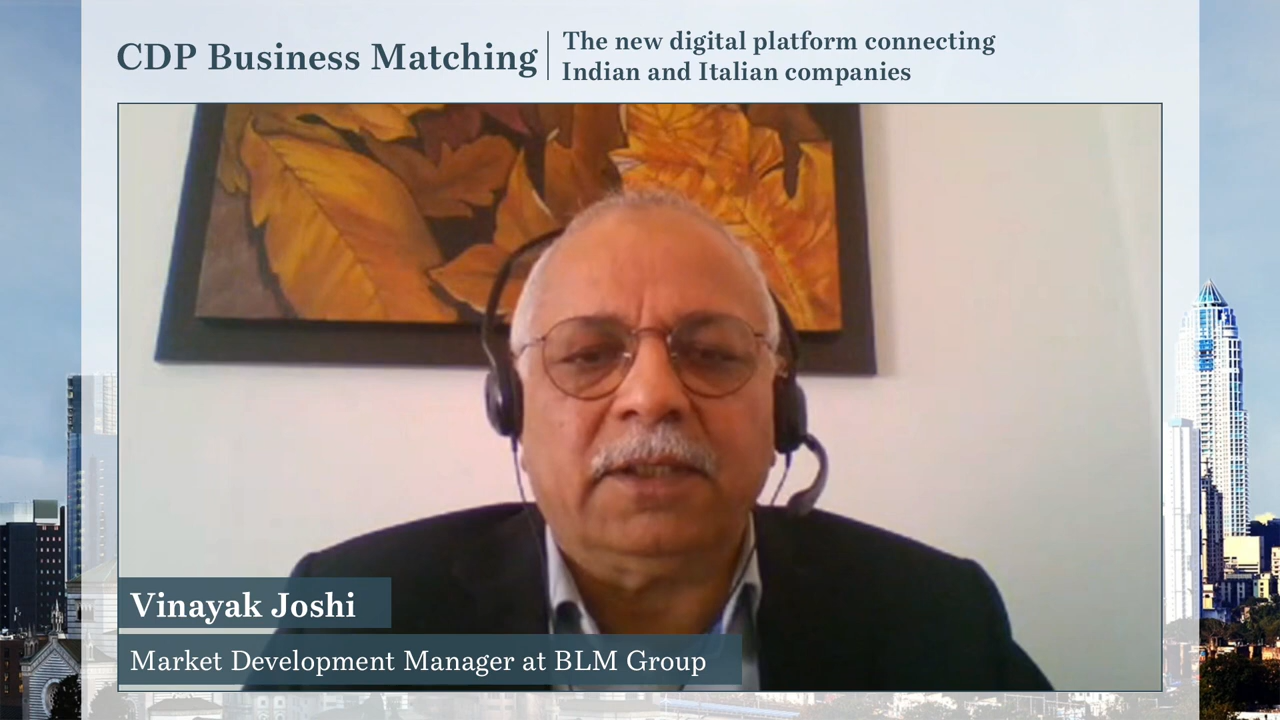 CDP Business Matching
The new digital platform connecting
Indian and Italian companies
Vinayak Joshi
Market Development Manager at BLM Group